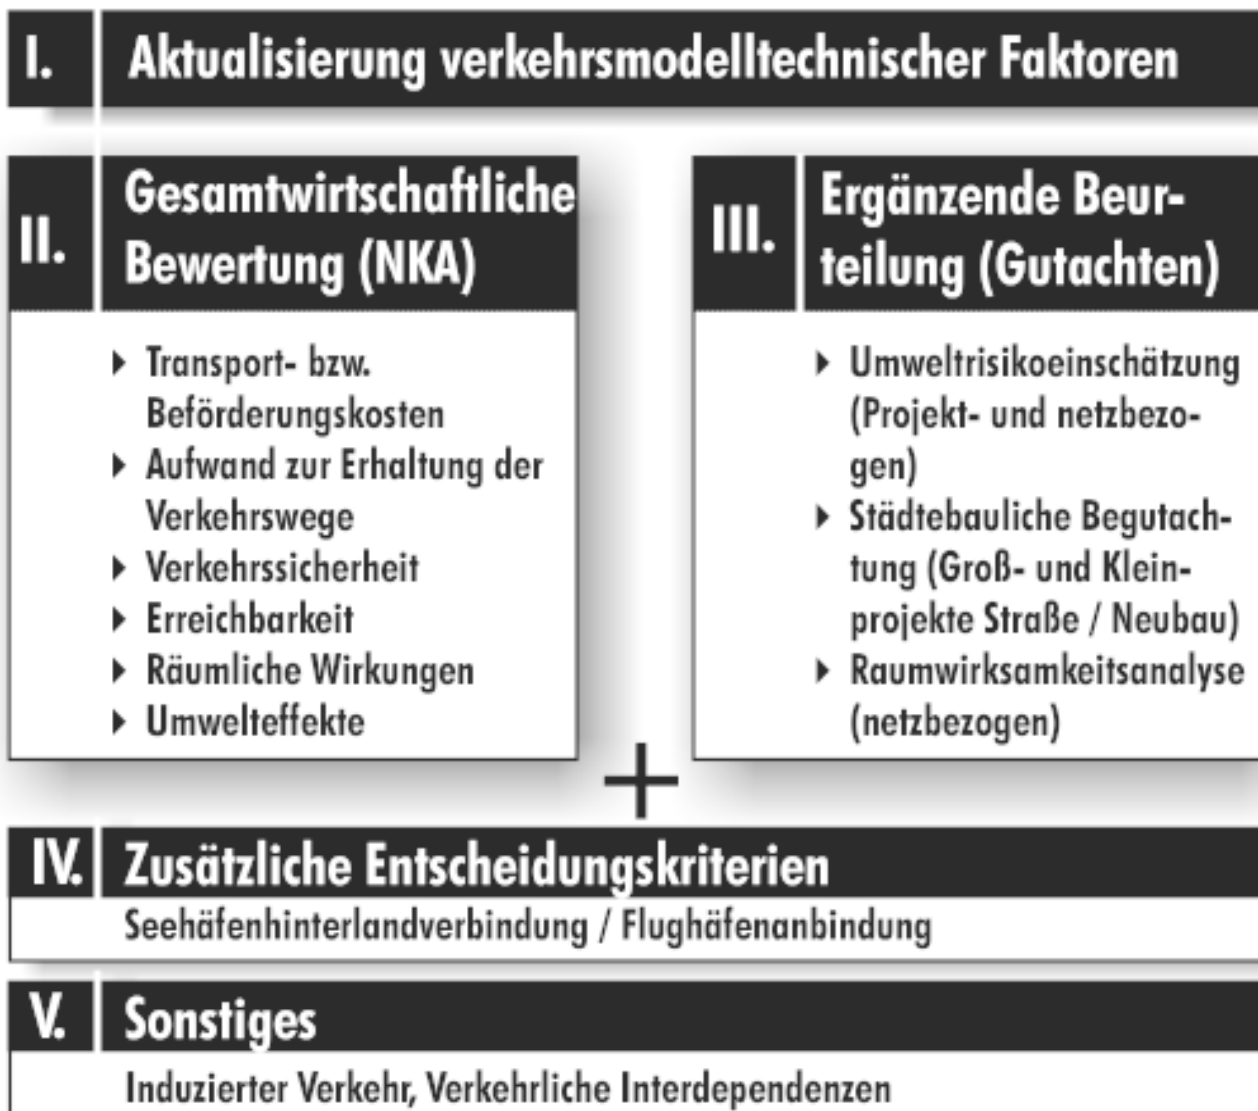 I. Aktualisierung verkehrsmodelltechnischer Faktoren
II. Gesamtwirtschaftliche
Bewertung (NKA)
▸ Transport- bzw.
Beförderungskosten
▸ Aufwand zur Erhaltung der
Verkehrswege
▸ Verkehrssicherheit
▸ Erreichbarkeit
▸ Räumliche Wirkungen
▸ Umwelteffekte
III. Ergänzende Beur-
teilung (Gutachten)
▸ Umweltrisikoeinschätzung
(Projekt- und netzbezo-
gen)
▸ Städtebauliche Begutach-
tung (Groß- und Klein-
projekte Straße / Neubau)
▸ Raumwirksamkeitsanalyse
(netzbezogen)
+
IV. Zusätzliche Entscheidungskriterien
Seehäfenhinterlandverbindung / Flughäfenanbindung
V. Sonstiges
Induzierter Verkehr, Verkehrliche Interdependenzen